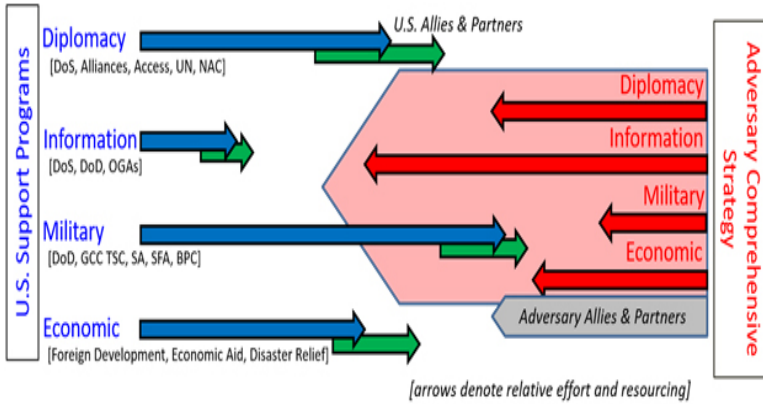 U.S. Support Programs
Diplomacy
[DoS, Alliances, Access, UN, NAC]
U.S. Allies & Partners
Information
[DoS, DoD, OGAs]
Military
[DoD, GCC TSC, SA, SFA, BPC]
Economic
[Foreign Development, Economic Aid, Disaster Relief]
Diplomacy
Information
Military
Economic
Adversary Allies & Partners
Adversary Comprehensive
Strategy
[arrows denote relative effort and resourcing]